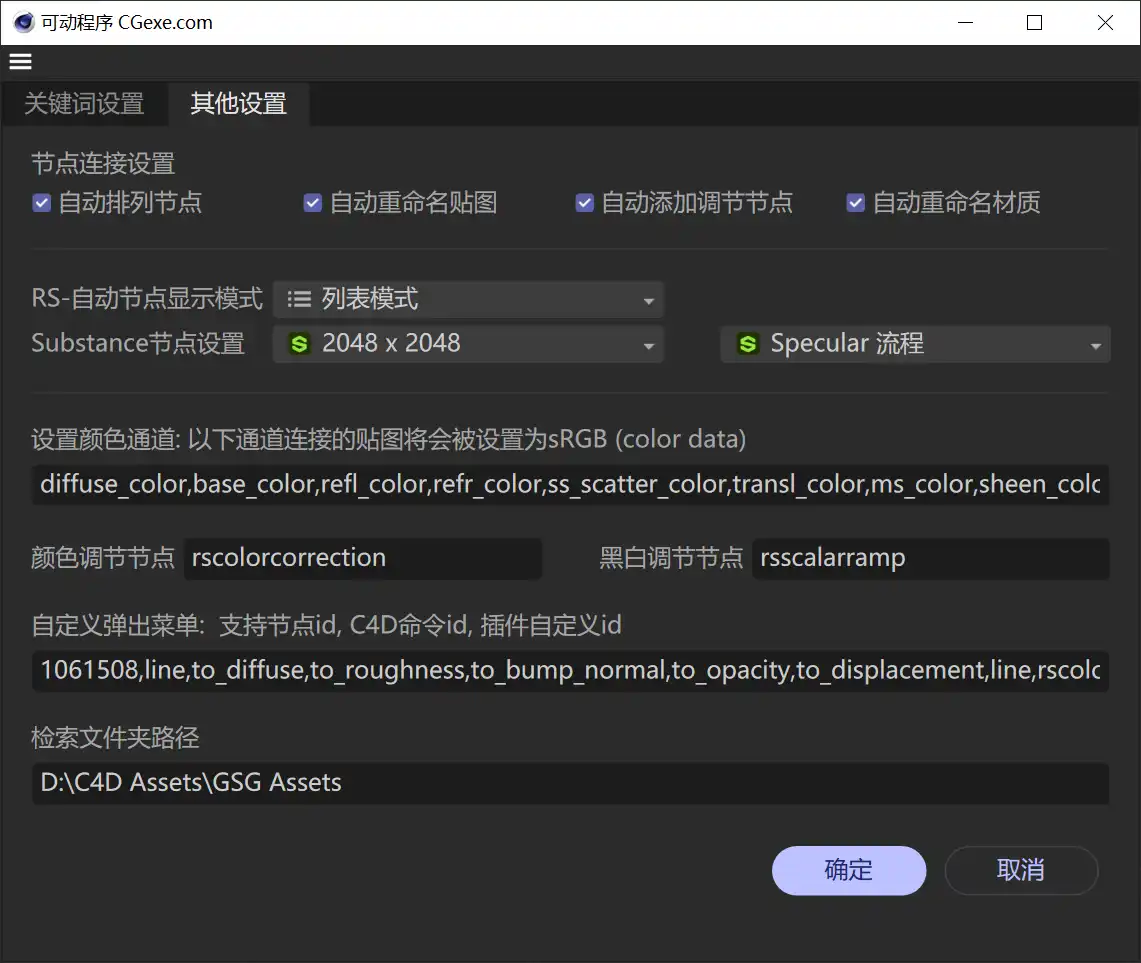 可动程序 CGexe.com
关键词设置 其他设置
节点连接设置
自动排列节点 自动重命名贴图 自动添加调节节点 自动重命名材质
RS-自动节点显示模式 列表模式
Substance节点设置 2048 x 2048 Specular 流程
设置颜色通道: 以下通道连接的贴图将会被设置为sRGB (color data)
diffuse_color,base_color,refl_color,refr_color,ss_scatter_color,transl_color,ms_color,sheen_colo
颜色调节节点 rscolorcorrection 黑白调节节点 rsscalarramp
自定义弹出菜单: 支持节点id, C4D命令id, 插件自定义id
1061508,line,to_diffuse,to_roughness,to_bump_normal,to_opacity,to_displacement,line,rscolo
检索文件夹路径
D:\C4D Assets\GSG Assets
确定 取消